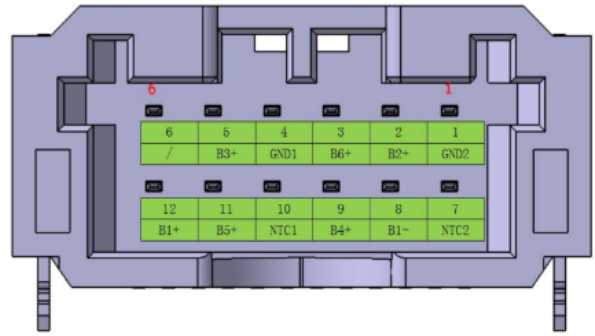 6 1
6 5 4 3 2 1
/ B3+ GND1 B6+ B2+ GND2
12 11 10 9 8 7
B1+ B5+ NTC1 B4+ B1- NTC2